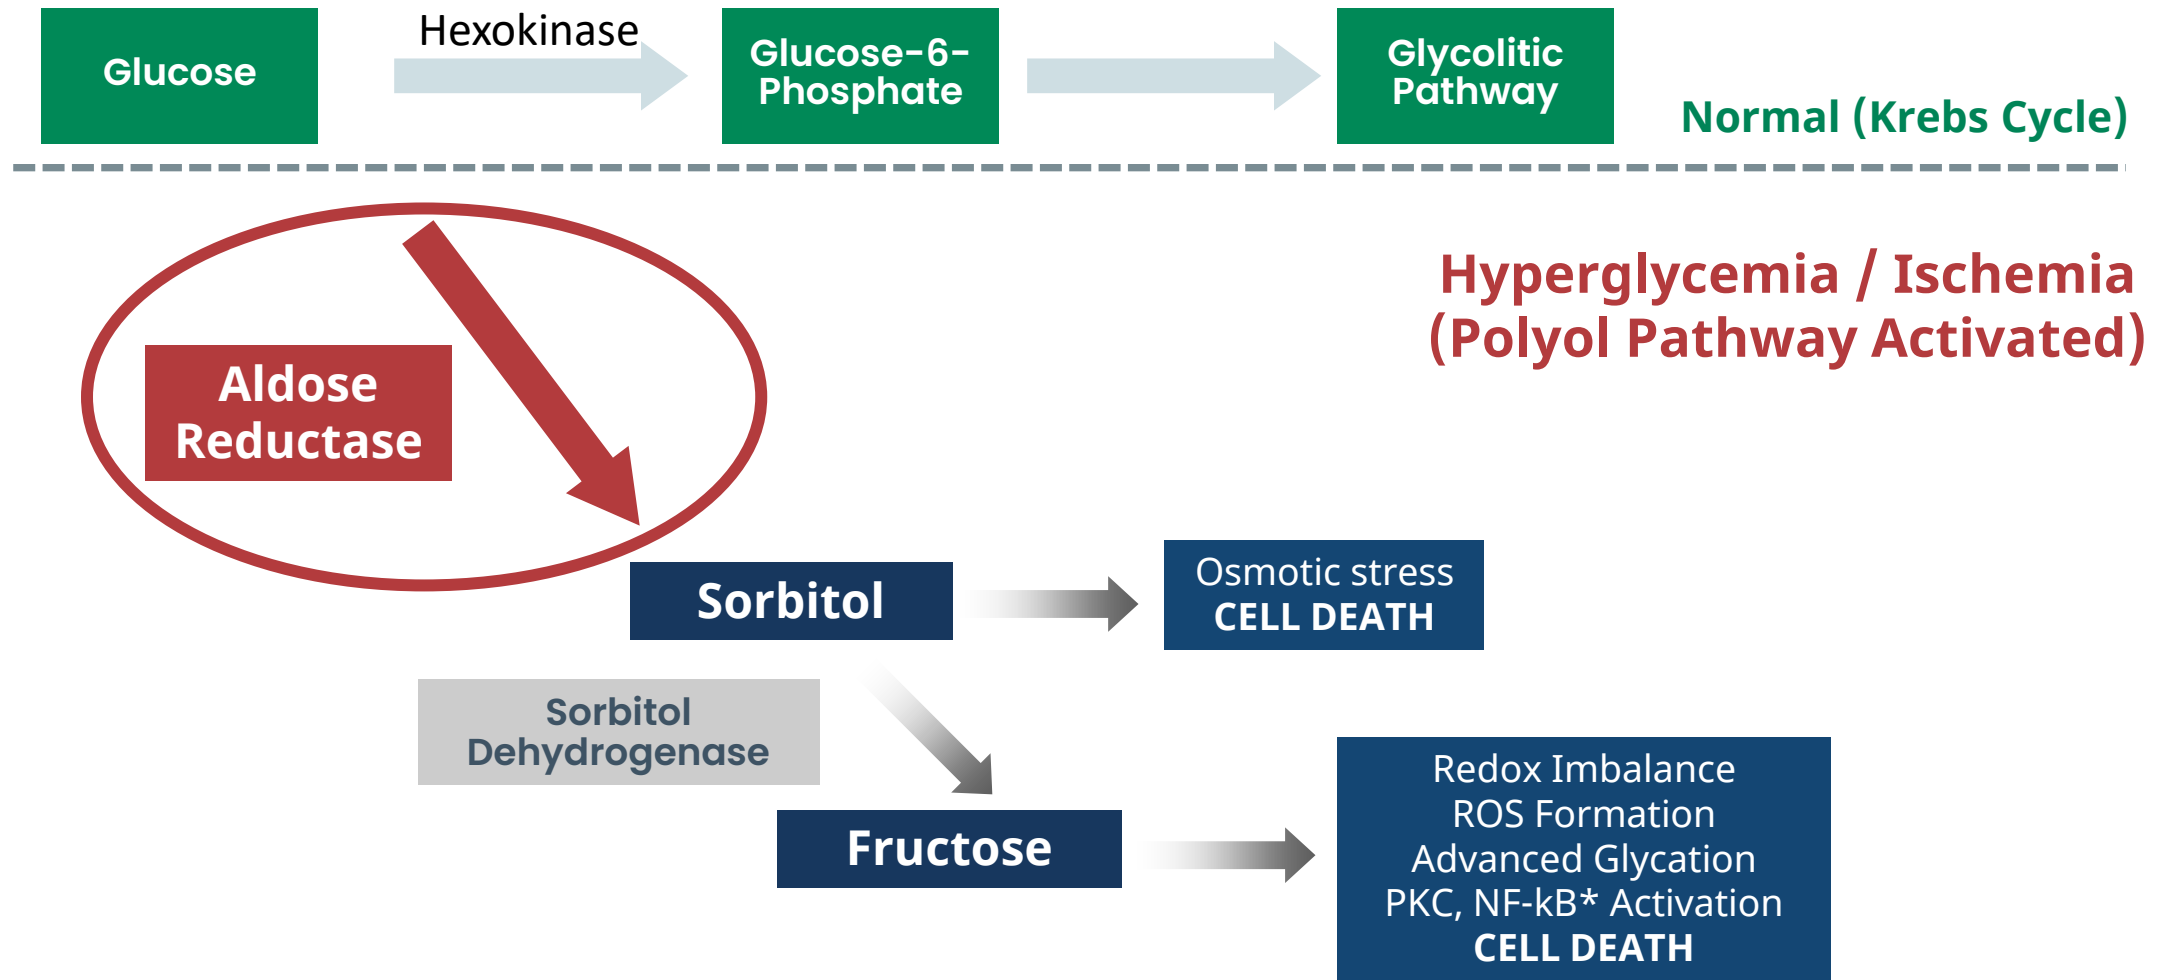 Glucose
Hexokinase
Glucose-6-
Phosphate
Glycolitic
Pathway
Normal (Krebs Cycle)
Hyperglycemia / Ischemia
(Polyol Pathway Activated)
Aldose
Reductase
Sorbitol
Osmotic stress
CELL DEATH
Sorbitol
Dehydrogenase
Fructose
Redox Imbalance
ROS Formation
Advanced Glycation
PKC, NF-kB* Activation
CELL DEATH